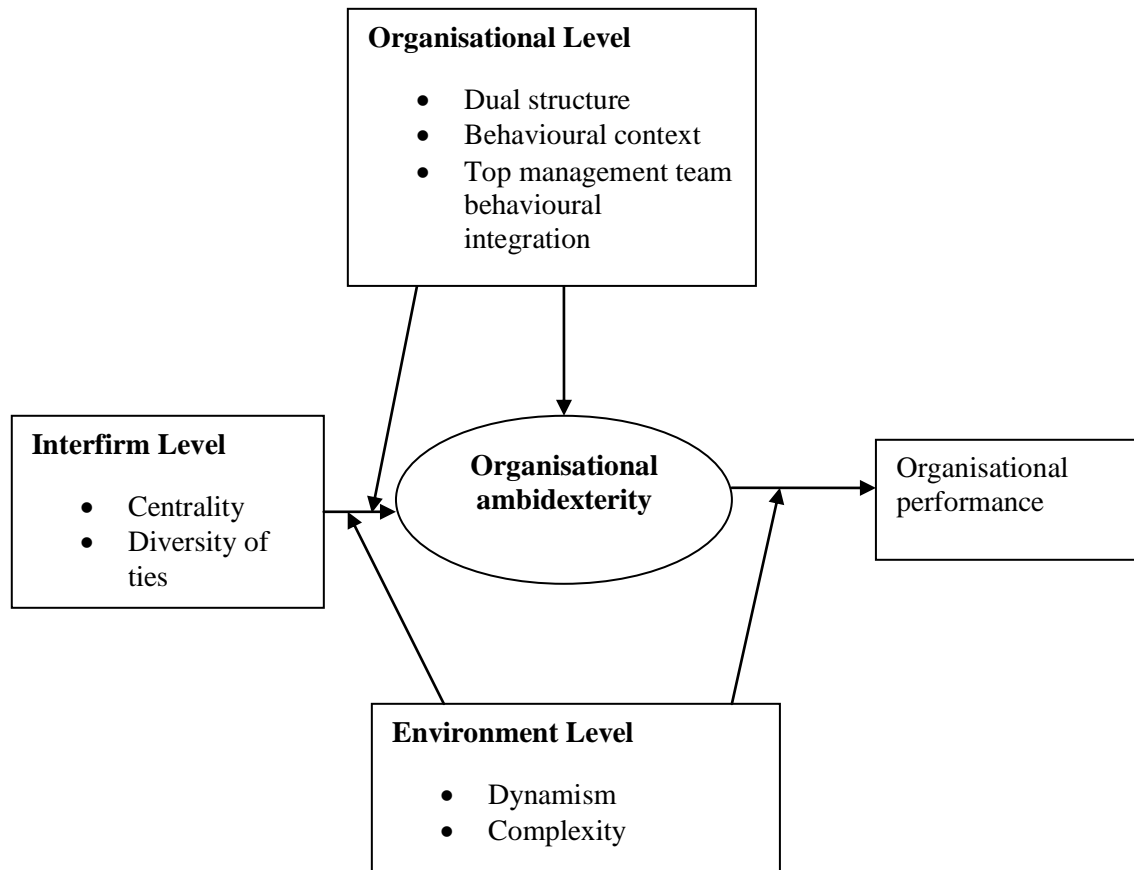 Organisational Level
• Dual structure
• Behavioural context
• Top management team
behavioural
integration
Interfirm Level
• Centrality
• Diversity of
ties
Organisational
ambidexterity
Organisational
performance
Environment Level
• Dynamism
• Complexity